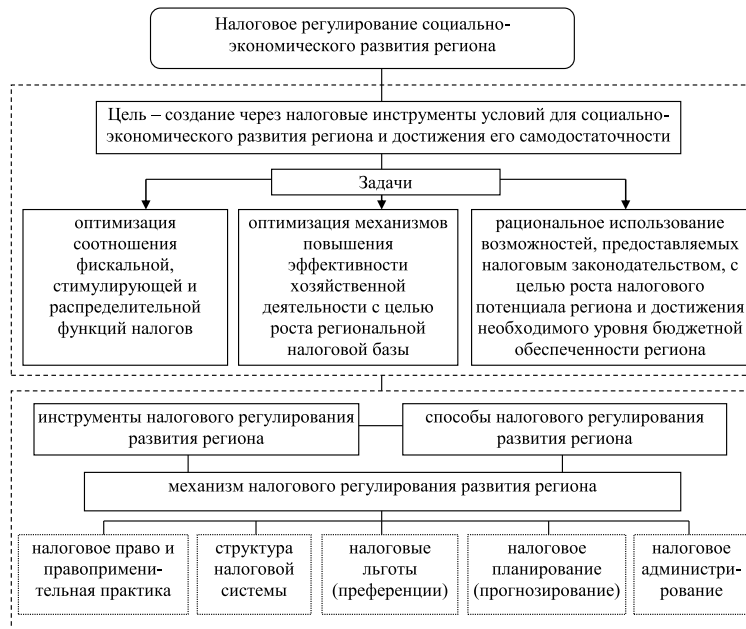 Налоговое регулирование социально-
экономического развития региона
Цель – создание через налоговые инструменты условий для социально-
экономического развития региона и достижения его самодостаточности
Задачи
оптимизация
соотношения
фискальной,
стимулирующей и
распределительной
функций налогов
оптимизация механизмов
повышения
эффективности
хозяйственной
деятельности с целью
роста региональной
налоговой базы
рациональное использование
возможностей, предоставляемых
налоговым законодательством, с
целью роста налогового
потенциала региона и достижения
необходимого уровня бюджетной
обеспеченности региона
инструменты налогового регулирования
развития региона
способы налогового регулирования
развития региона
механизм налогового регулирования развития региона
налоговое право и
правопримени-
тельная практика
структура
налоговой
системы
налоговые
льготы
(преференции)
налоговое
планирование
(прогнозирование)
налоговое
администри-
рование